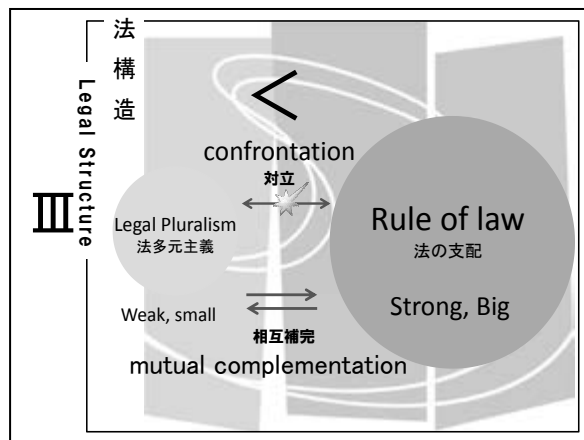 Ⅲ
Legal Structure
法構造
<
confrontation
対立
Legal Pluralism
法多元主義
Rule of law
法の支配
Weak, small
Strong, Big
相互補完
mutual complementation